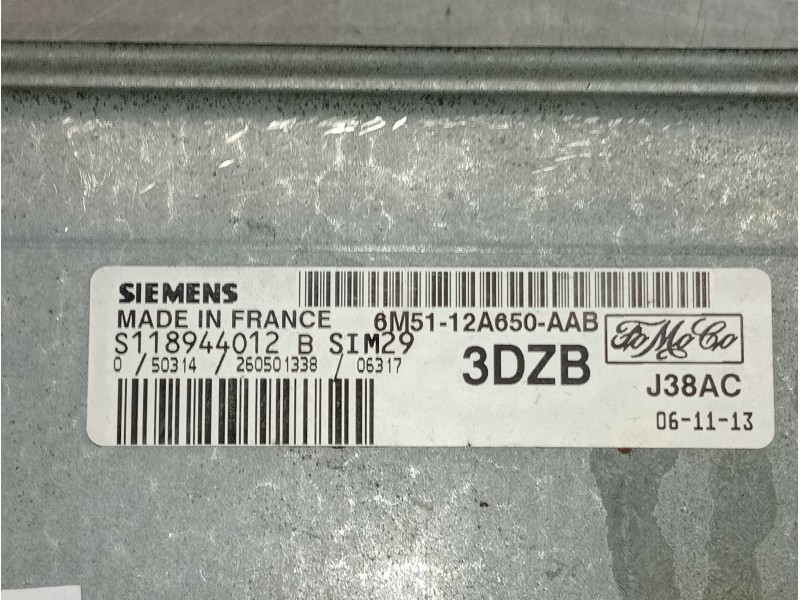 SIEMENS
MADE IN FRANCE 6M51-12A650-AAB
S118944012 B SIM29
FoMoCo
0 / 50314 / 260501338 / 06317
3DZB
J38AC
06-11-13